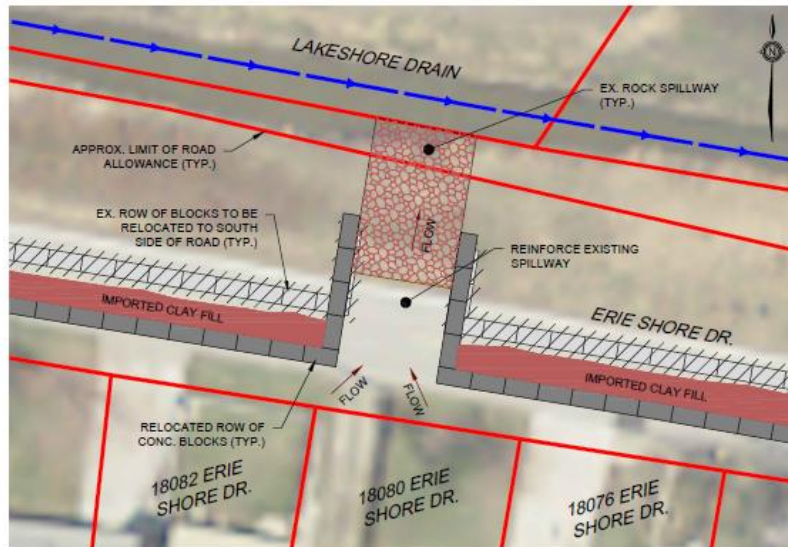 LAKESHORE DRAIN
N
EX. ROCK SPILLWAY
(TYP.)
APPROX. LIMIT OF ROAD
ALLOWANCE (TYP.)
EX. ROW OF BLOCKS TO BE
RELOCATED TO SOUTH
SIDE OF ROAD (TYP.)
FLOW
REINFORCE EXISTING
SPILLWAY
ERIE SHORE DR.
IMPORTED CLAY FILL
IMPORTED CLAY FILL
FLOW
FLOW
RELOCATED ROW OF
CONC. BLOCKS (TYP.)
18082 ERIE
SHORE DR.
18080 ERIE
SHORE DR.
18076 ERIE
SHORE DR.